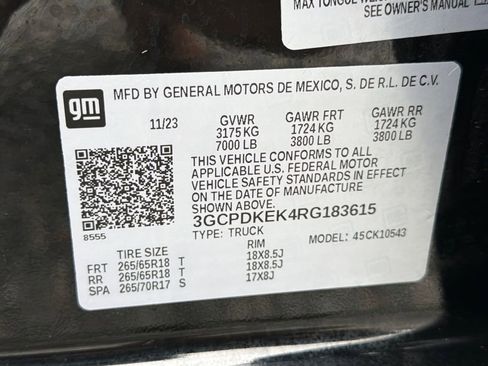 MAX TONGUE
SEE OWNER'S MANUAL
gm
MFD BY GENERAL MOTORS DE MEXICO, S. DE R.L. DE C.V.
11/23 GVWR GAWR FRT GAWR RR
3175 KG 1724 KG 1724 KG
7000 LB 3800 LB 3800 LB
THIS VEHICLE CONFORMS TO ALL
APPLICABLE U.S. FEDERAL MOTOR
VEHICLE SAFETY STANDARDS IN EFFECT
ON THE DATE OF MANUFACTURE SHOWN ABOVE.
3GCPDKEK4RG183615
8555
TYPE: TRUCK MODEL: 45CK10543
TIRE SIZE RIM
FRT 265/65R18 T 18X8.5J
RR 265/65R18 T 18X8.5J
SPA 265/70R17 S 17X8J